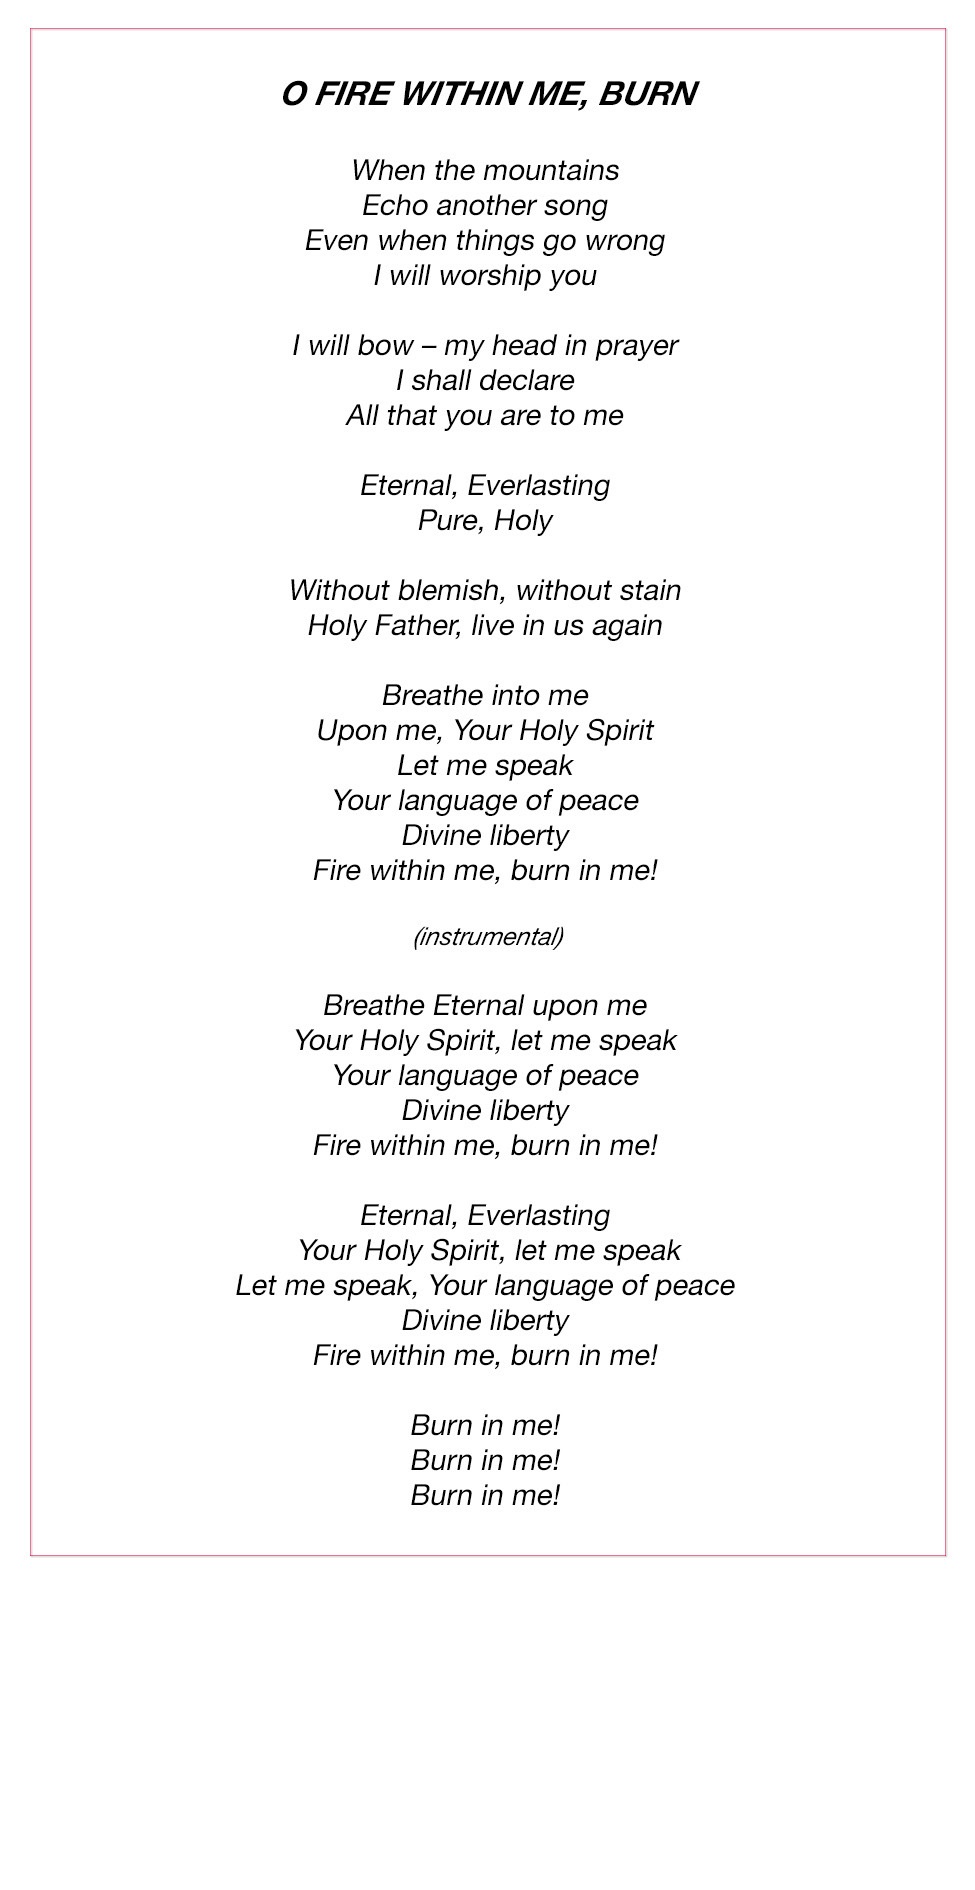 O FIRE WITHIN ME, BURN
When the mountains
Echo another song
Even when things go wrong
I will worship you
I will bow – my head in prayer
I shall declare
All that you are to me
Eternal, Everlasting
Pure, Holy
Without blemish, without stain
Holy Father, live in us again
Breathe into me
Upon me, Your Holy Spirit
Let me speak
Your language of peace
Divine liberty
Fire within me, burn in me!
(instrumental)
Breathe Eternal upon me
Your Holy Spirit, let me speak
Your language of peace
Divine liberty
Fire within me, burn in me!
Eternal, Everlasting
Your Holy Spirit, let me speak
Let me speak, Your language of peace
Divine liberty
Fire within me, burn in me!
Burn in me!
Burn in me!
Burn in me!